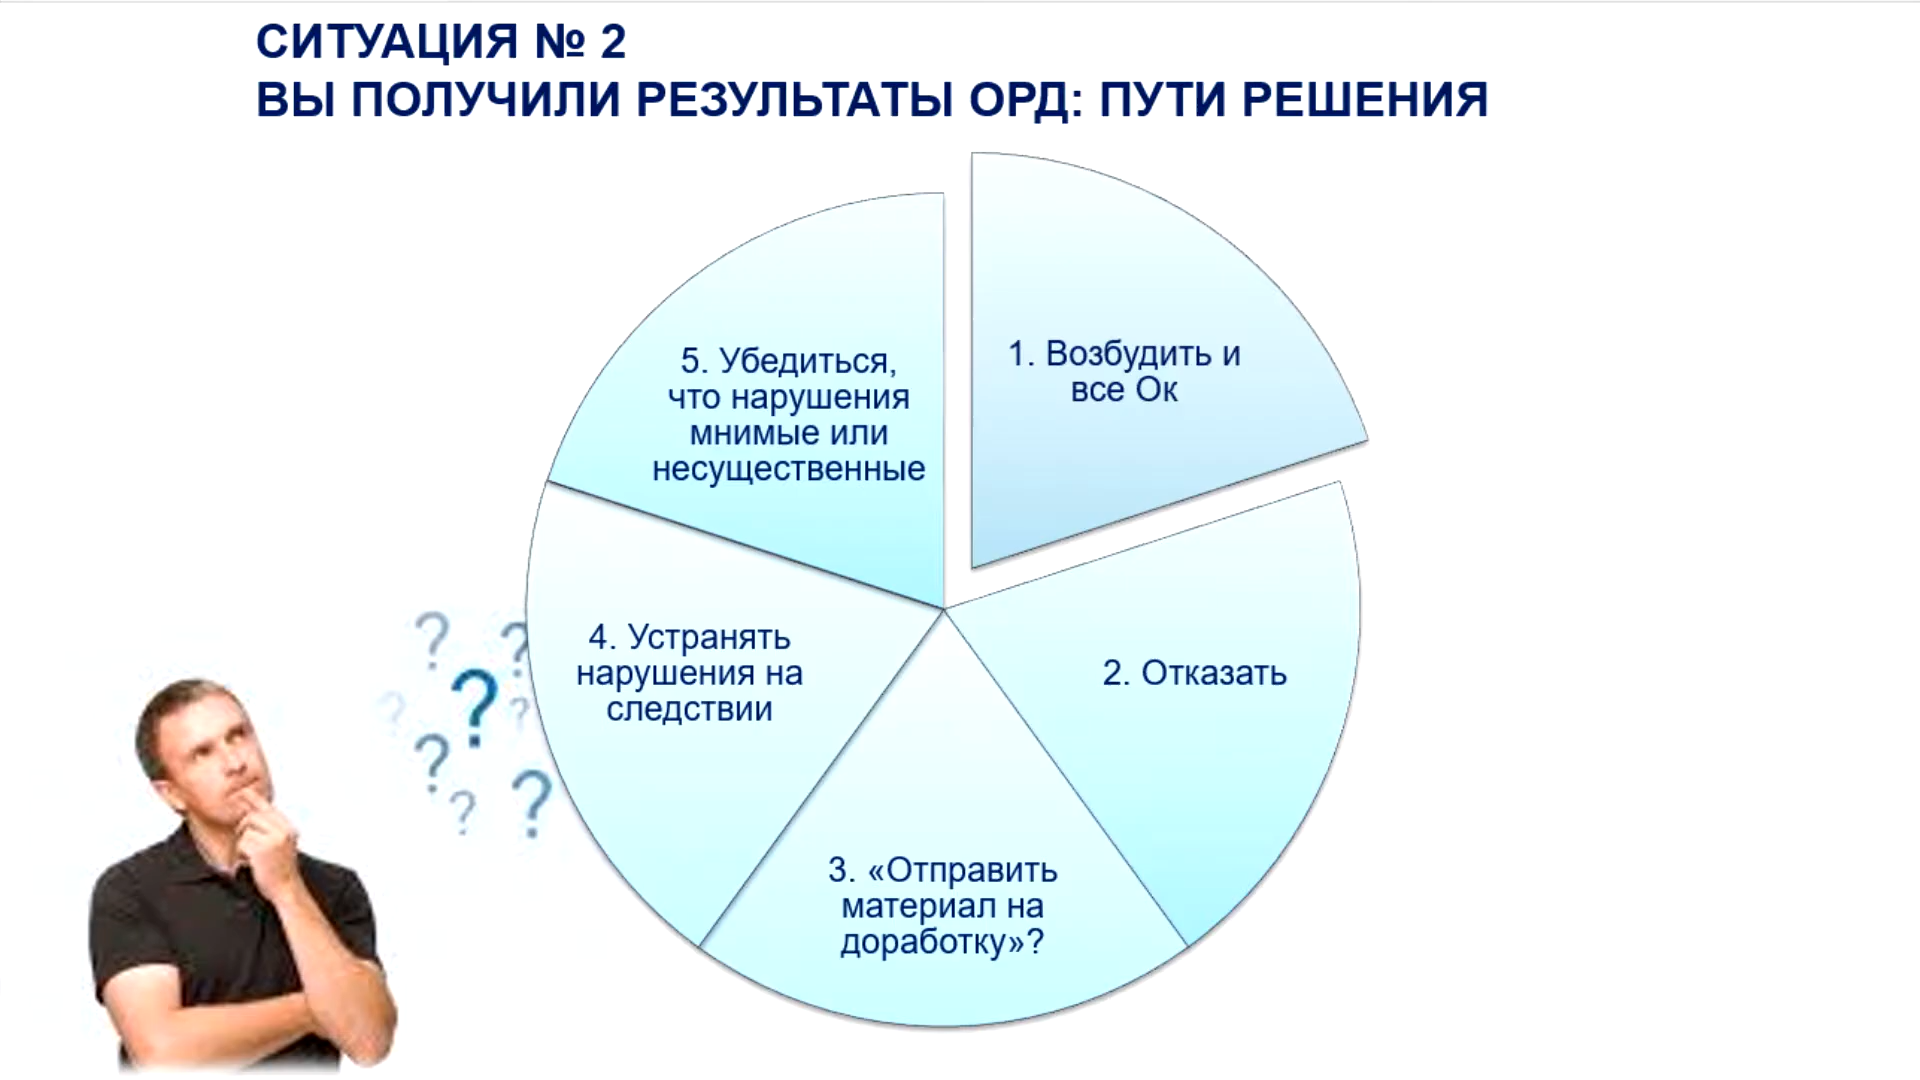 СИТУАЦИЯ № 2
ВЫ ПОЛУЧИЛИ РЕЗУЛЬТАТЫ ОРД: ПУТИ РЕШЕНИЯ
1. Возбудить и
все Ок
2. Отказать
3. «Отправить
материал на
доработку»?
4. Устранять
нарушения на
следствии
5. Убедиться,
что нарушения
мнимые или
несущественные